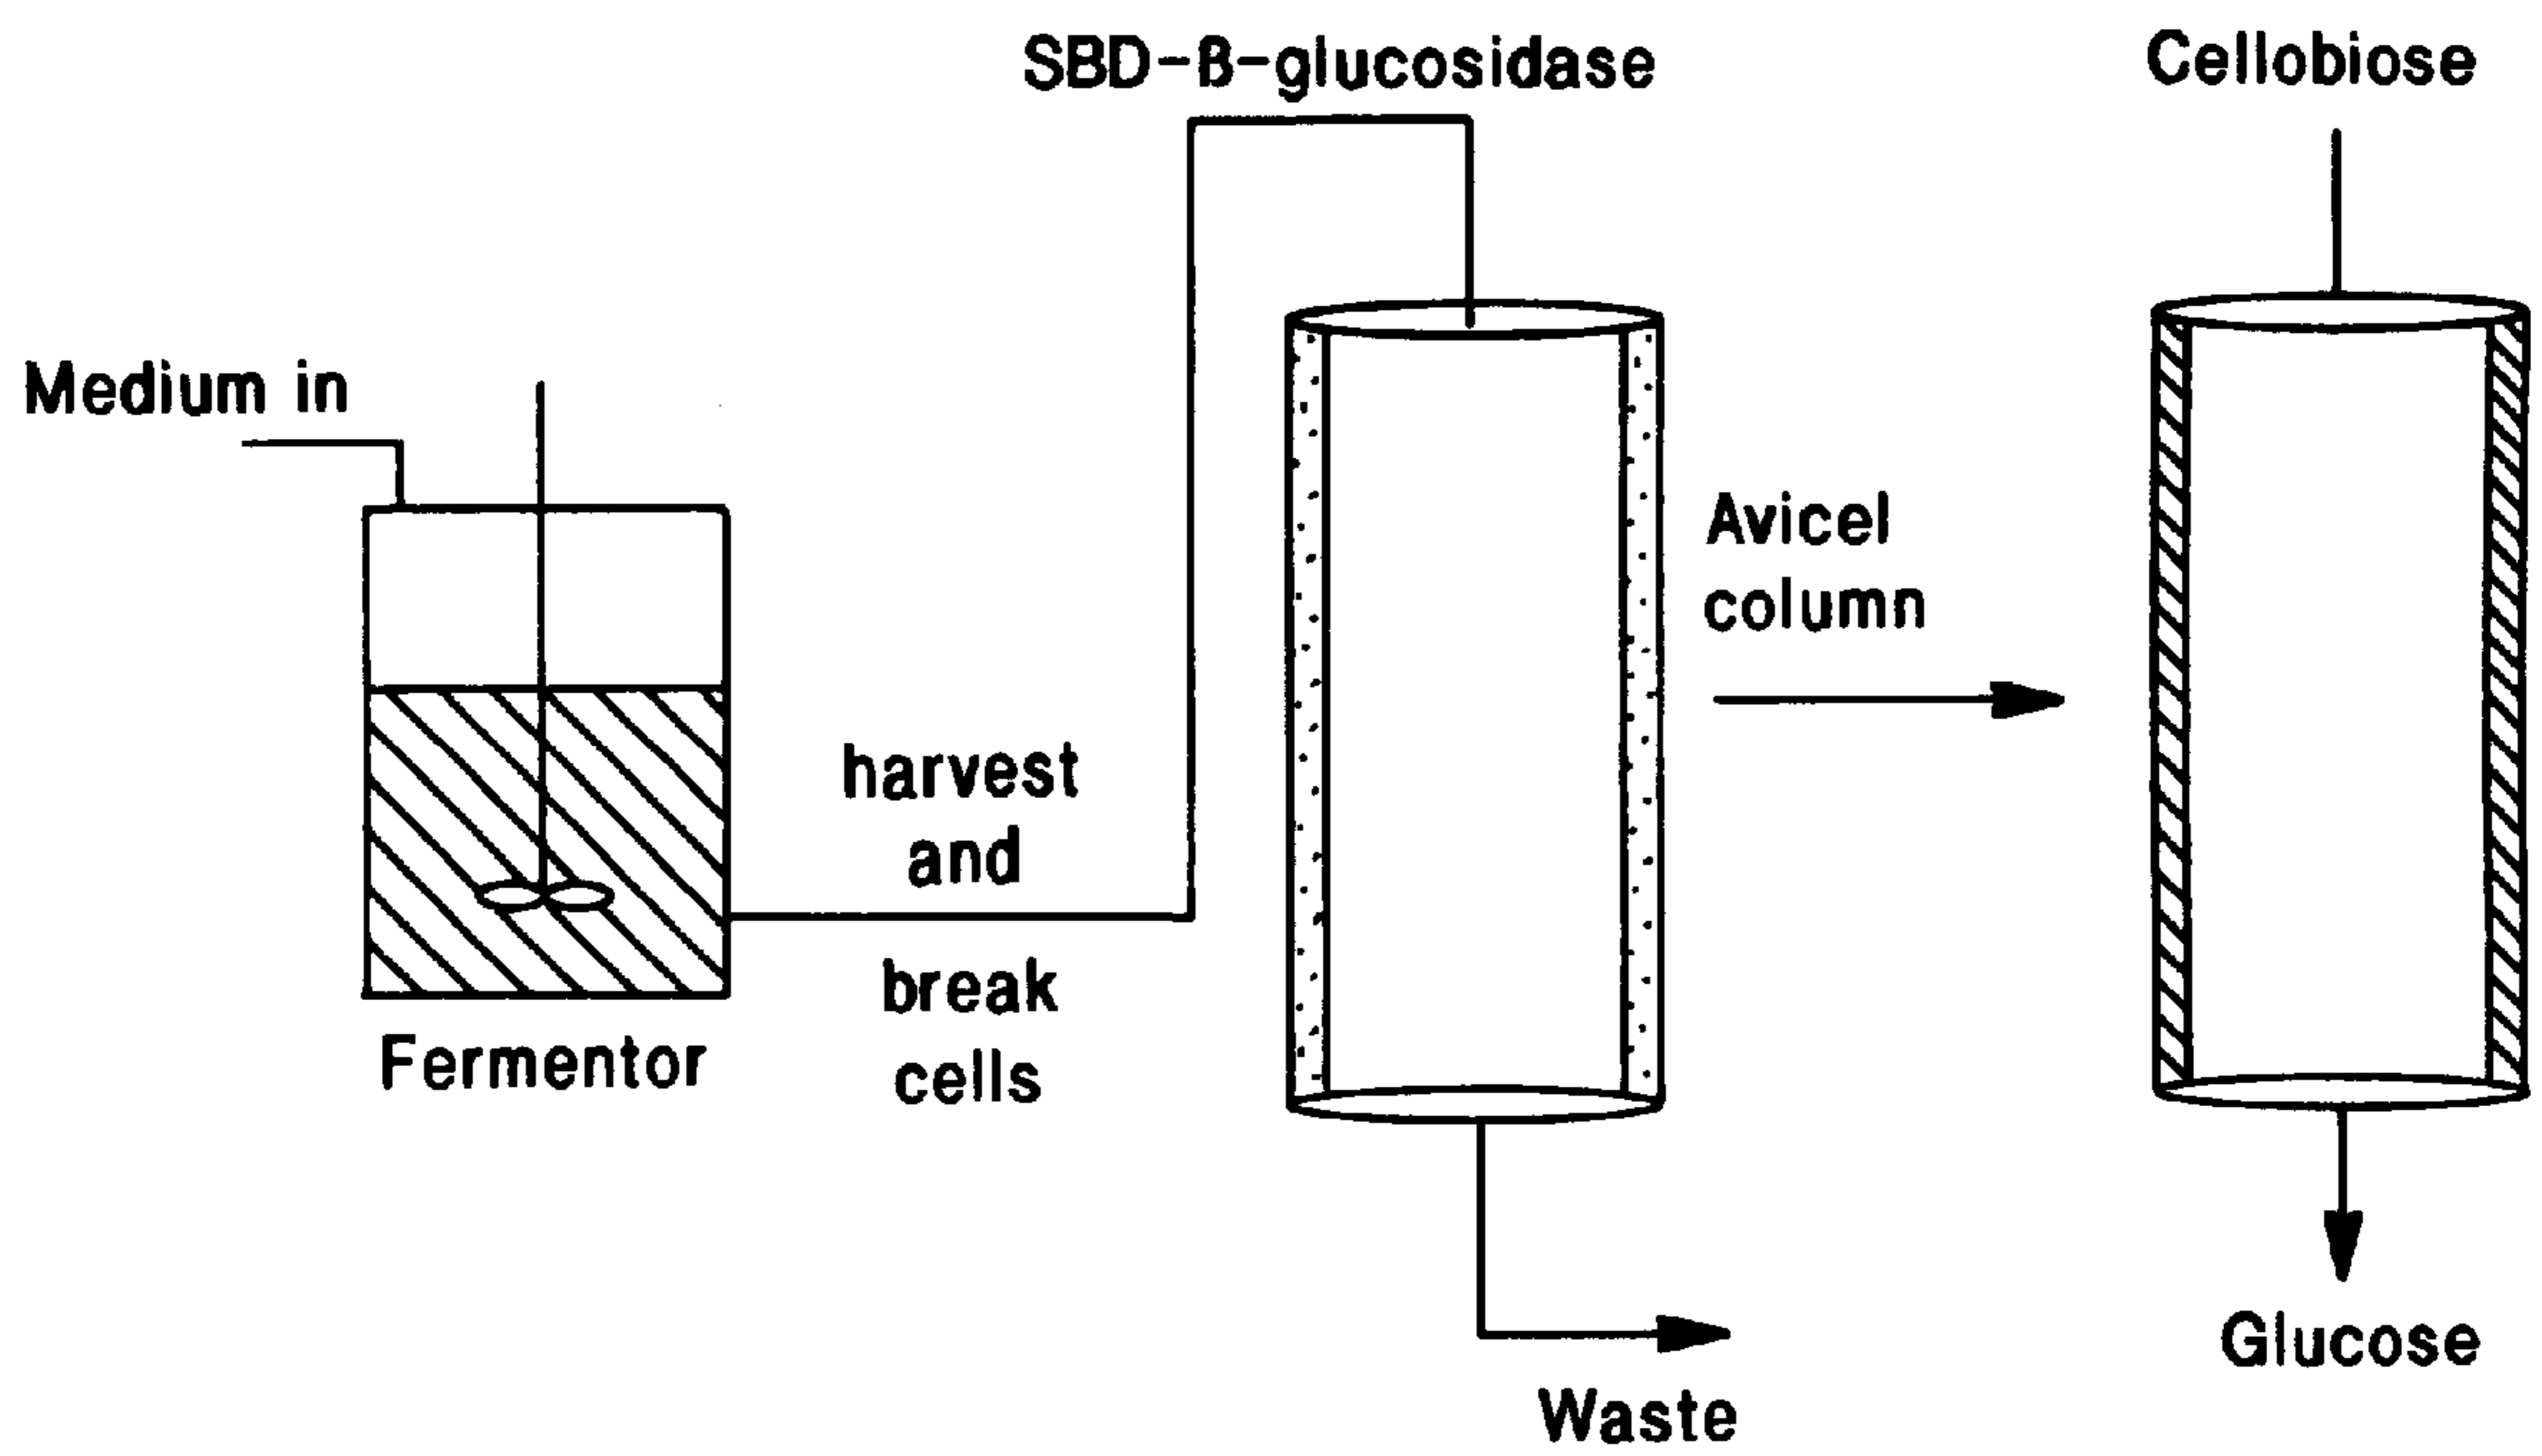 SBD-β-glucosidase
Cellobiose
Medium in
Avicel
column
harvest
and
break
cells
Fermentor
Glucose
Waste